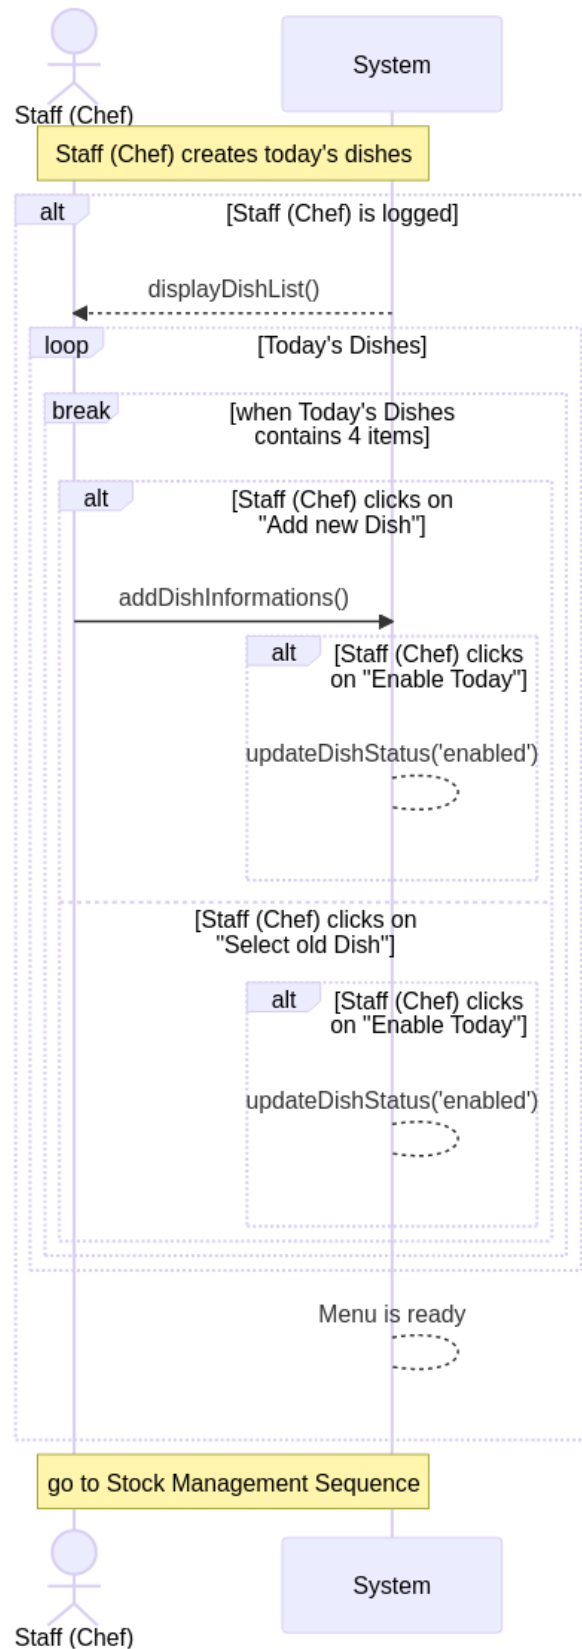 System
Staff (Chef)
Staff (Chef) creates today's dishes
alt
[Staff (Chef) is logged]
displayDishList()
loop
[Today's Dishes]
break
[when Today's Dishes
contains 4 items]
alt
[Staff (Chef) clicks on
"Add new Dish"]
addDishInformations()
alt
[Staff (Chef) clicks
on "Enable Today"]
updateDishStatus('enabled')
[Staff (Chef) clicks on
"Select old Dish"]
alt
[Staff (Chef) clicks
on "Enable Today"]
updateDishStatus('enabled')
Menu is ready
go to Stock Management Sequence
System
Staff (Chef)